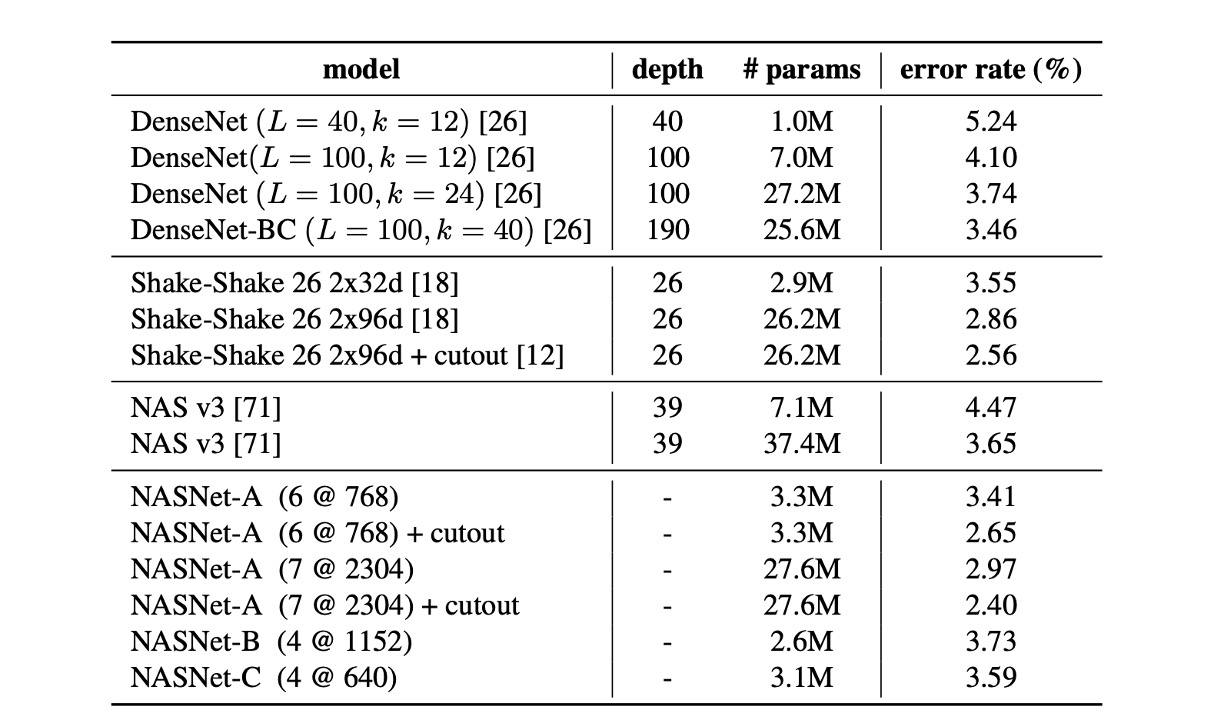 model depth # params error rate (%)
DenseNet (L = 40, k = 12) [26] 40 1.0M 5.24
DenseNet(L = 100, k = 12) [26] 100 7.0M 4.10
DenseNet (L = 100, k = 24) [26] 100 27.2M 3.74
DenseNet-BC (L = 100, k = 40) [26] 190 25.6M 3.46
Shake-Shake 26 2x32d [18] 26 2.9M 3.55
Shake-Shake 26 2x96d [18] 26 26.2M 2.86
Shake-Shake 26 2x96d + cutout [12] 26 26.2M 2.56
NAS v3 [71] 39 7.1M 4.47
NAS v3 [71] 39 37.4M 3.65
NASNet-A (6 @ 768) - 3.3M 3.41
NASNet-A (6 @ 768) + cutout - 3.3M 2.65
NASNet-A (7 @ 2304) - 27.6M 2.97
NASNet-A (7 @ 2304) + cutout - 27.6M 2.40
NASNet-B (4 @ 1152) - 2.6M 3.73
NASNet-C (4 @ 640) - 3.1M 3.59